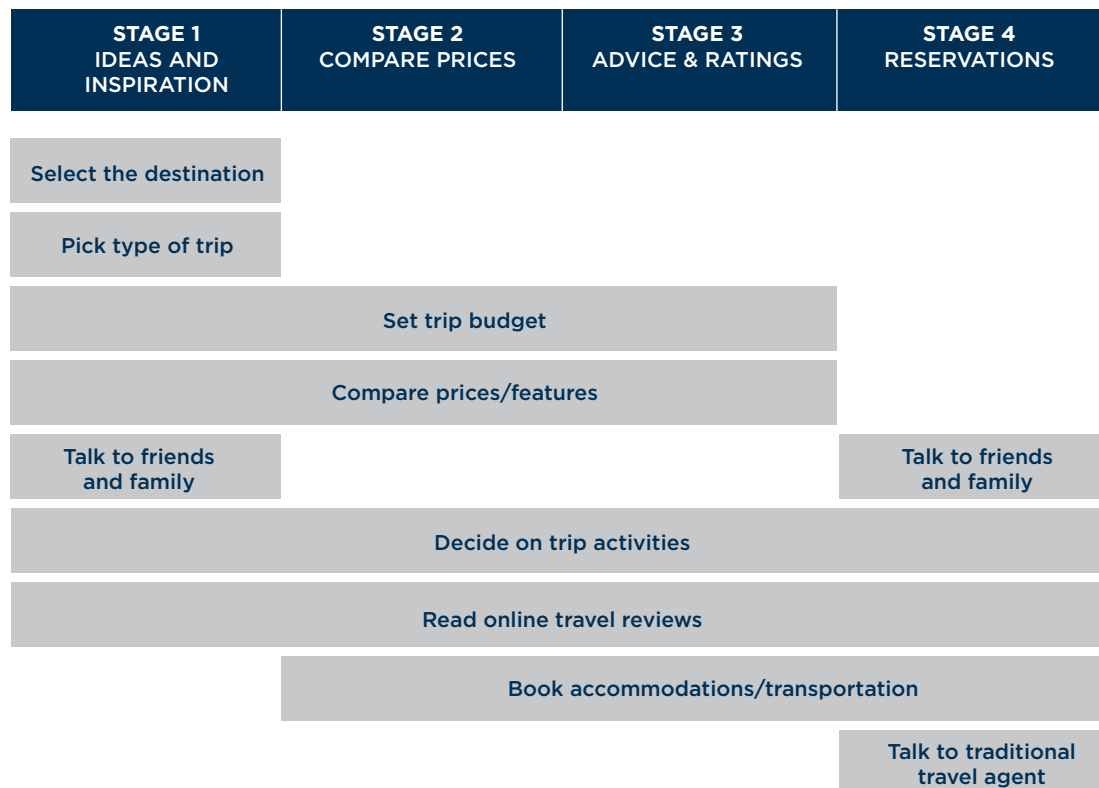 STAGE 1
IDEAS AND
INSPIRATION
STAGE 2
COMPARE PRICES
STAGE 3
ADVICE & RATINGS
STAGE 4
RESERVATIONS
Select the destination
Pick type of trip
Set trip budget
Compare prices/features
Talk to friends
and family
Talk to friends
and family
Decide on trip activities
Read online travel reviews
Book accommodations/transportation
Talk to traditional
travel agent